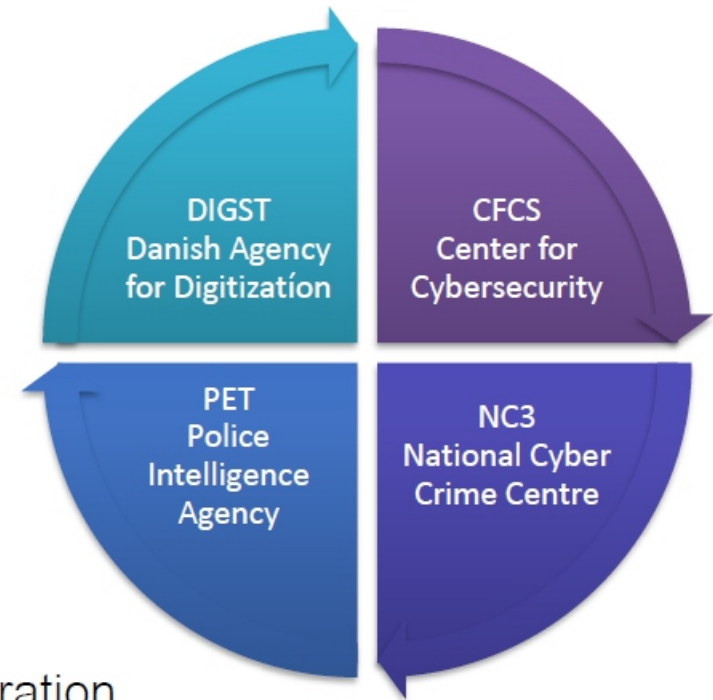 DIGST
Danish Agency
for Digitizatíon
CFCS
Center for
Cybersecurity
PET
Police
Intelligence
Agency
NC3
National Cyber
Crime Centre